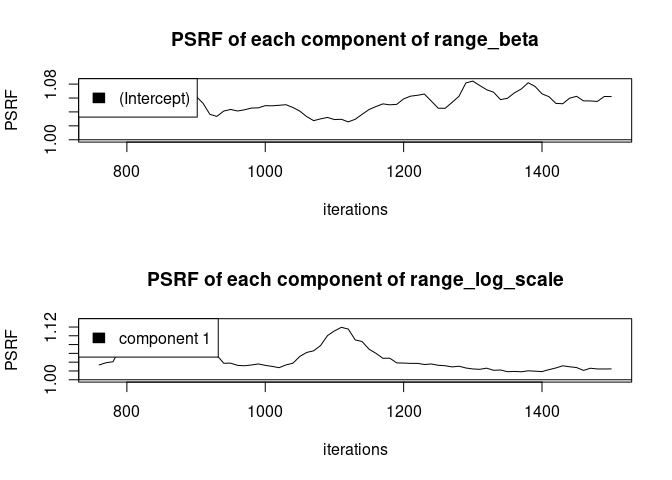 PSRF of each component of range_beta
PSRF
1.00 1.08
(Intercept)
800 1000 1200 1400
iterations
PSRF of each component of range_log_scale
PSRF
1.00 1.12
component 1
800 1000 1200 1400
iterations